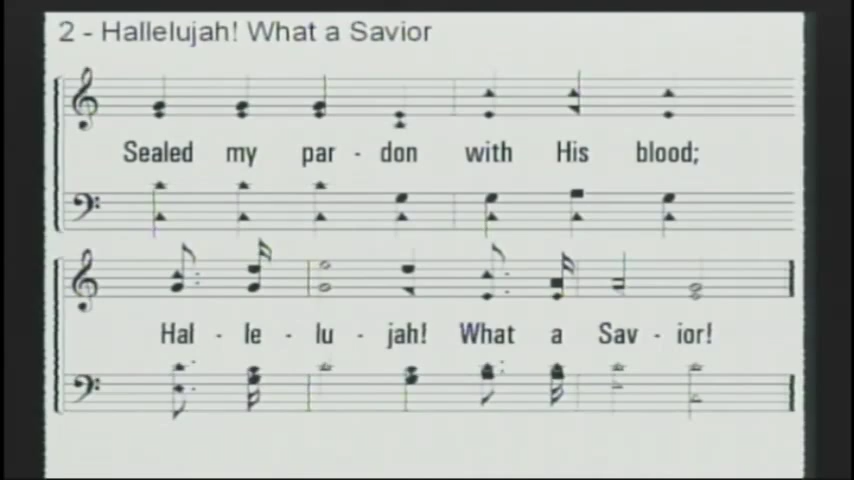 2 - Hallelujah! What a Savior
Sealed my par - don with His blood;
Hal - le - lu - jah! What a Sav - ior!